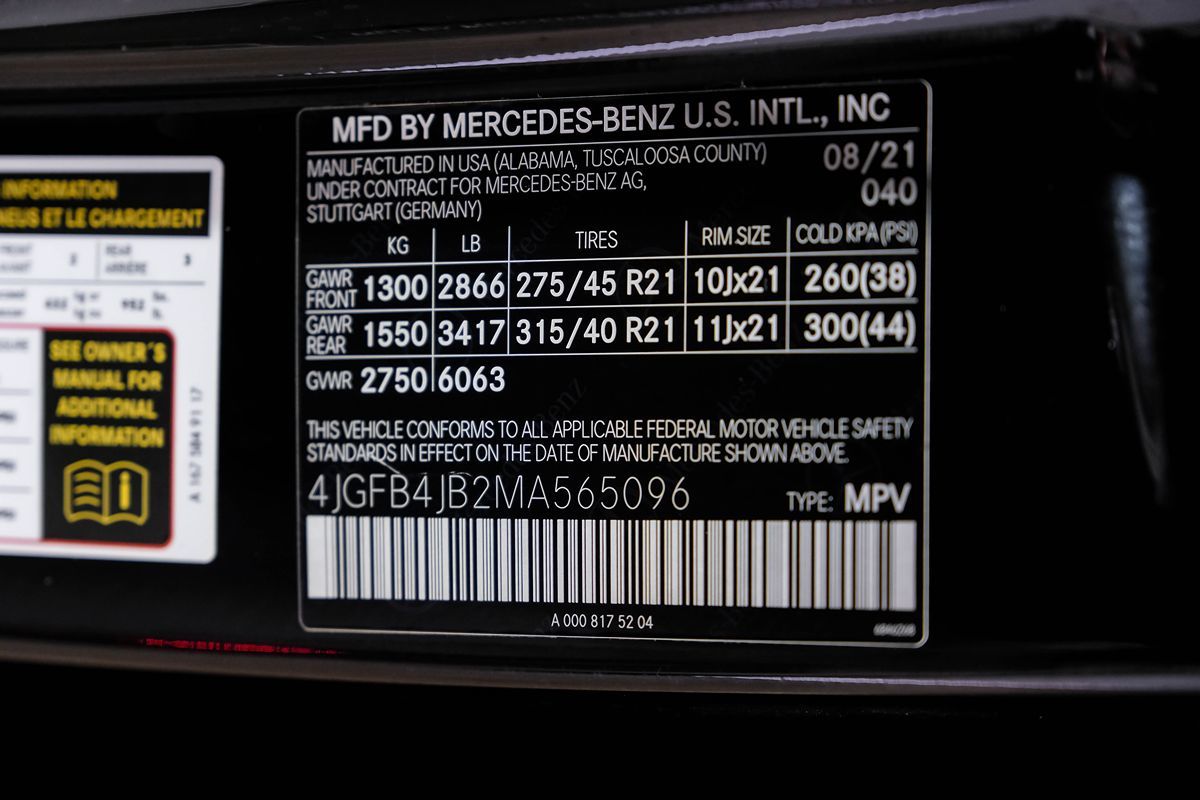 INFORMATION
NEUS ET LE CHARGEMENT
SEE OWNER'S
MANUAL FOR
ADDITIONAL
INFORMATION
A 167 584 91 17
MFD BY MERCEDES-BENZ U.S. INTL., INC
MANUFACTURED IN USA (ALABAMA, TUSCALOOSA COUNTY) 08/21
UNDER CONTRACT FOR MERCEDES-BENZ AG, 040
STUTTGART (GERMANY)
KG LB TIRES RIM SIZE COLD KPA (PSI)
GAWR FRONT 1300 2866 275/45 R21 10Jx21 260(38)
GAWR REAR 1550 3417 315/40 R21 11Jx21 300(44)
GVWR 2750 6063
THIS VEHICLE CONFORMS TO ALL APPLICABLE FEDERAL MOTOR VEHICLE SAFETY
STANDARDS IN EFFECT ON THE DATE OF MANUFACTURE SHOWN ABOVE.
4JGFB4JB2MA565096 TYPE: MPV
A 000 817 52 04